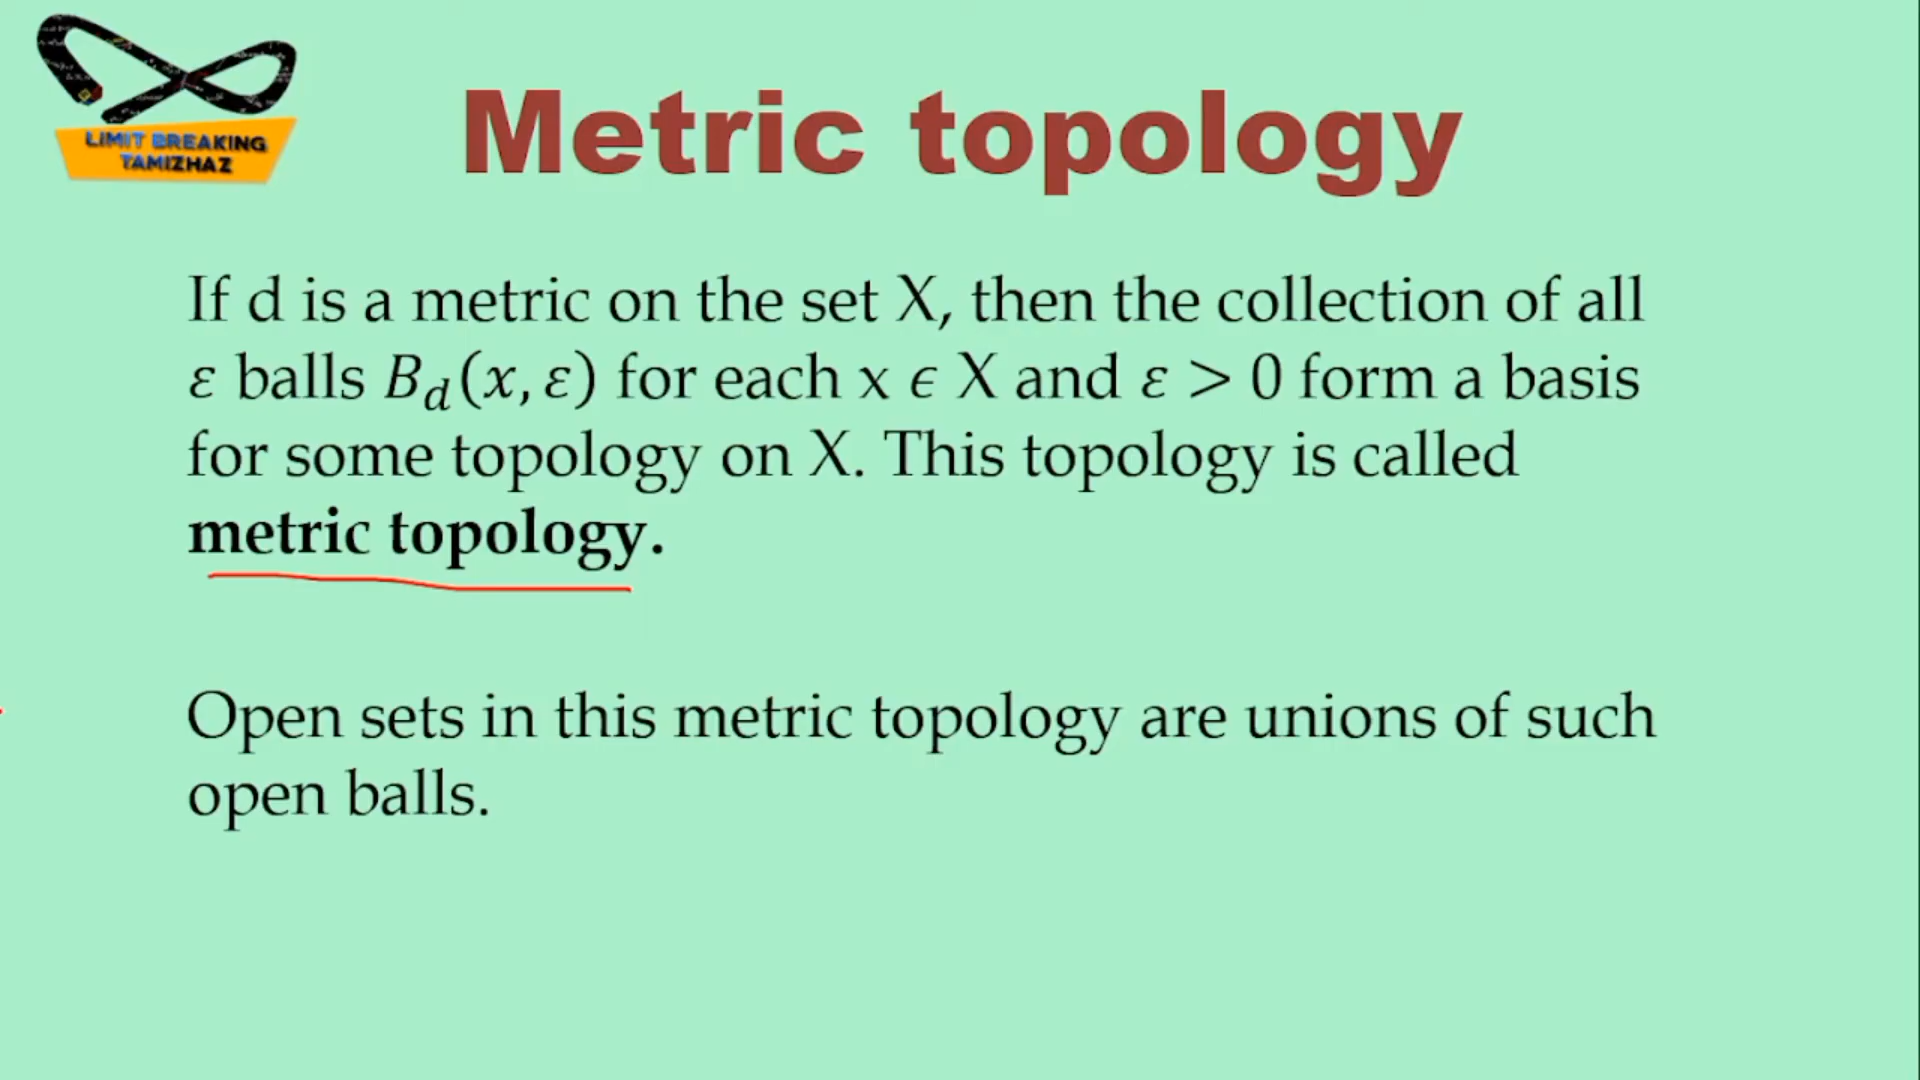 LIMIT BREAKING
TAMIZHAZ
Metric topology
If d is a metric on the set X, then the collection of all
ε balls B_d(x, ε) for each x ϵ X and ε > 0 form a basis
for some topology on X. This topology is called
metric topology.
Open sets in this metric topology are unions of such
open balls.